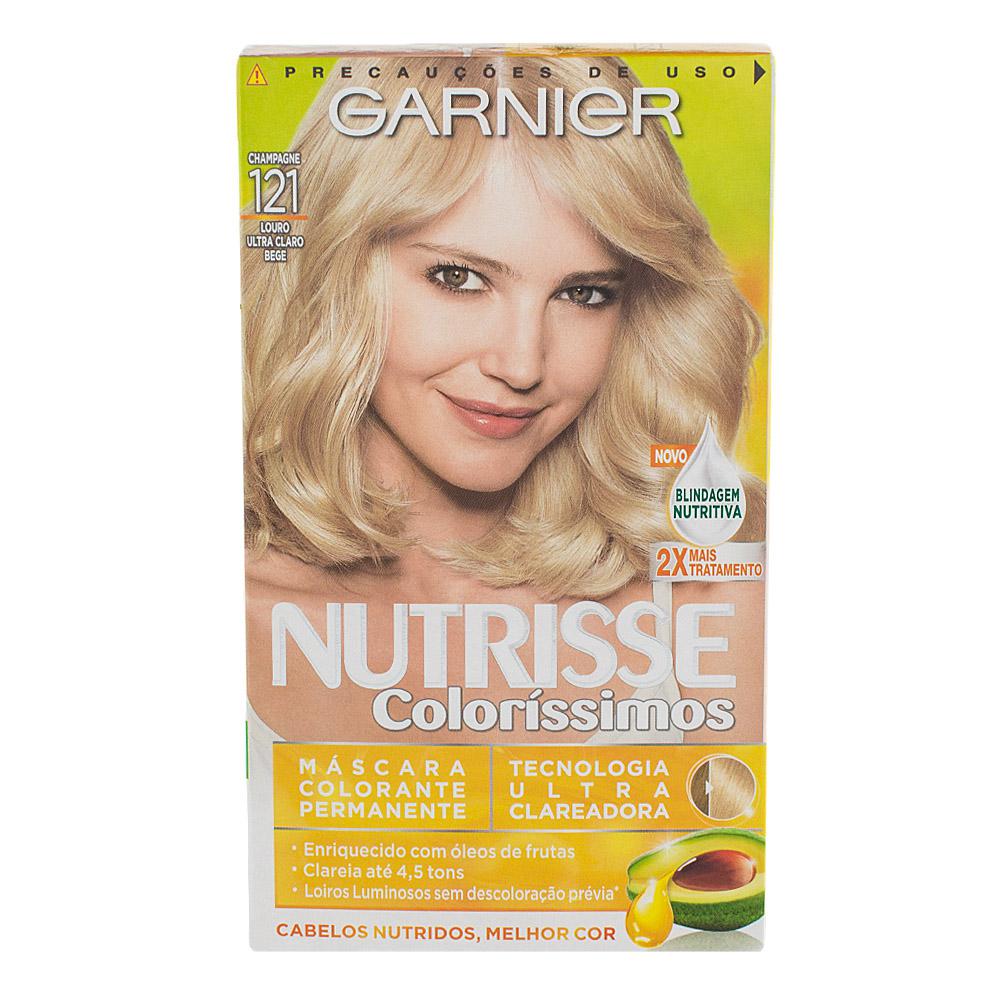 PRECAUÇÕES DE USO
GARNIER
CHAMPAGNE
121
LOURO
ULTRA CLARO
BEGE
NOVO
BLINDAGEM
NUTRITIVA
2X MAIS
TRATAMENTO
NUTRISSE
Coloríssimos
MÁSCARA
COLORANTE
PERMANENTE
TECNOLOGIA
ULTRA
CLAREADORA
• Enriquecido com óleos de frutas
• Clareia até 4,5 tons
• Loiros Luminosos sem descoloração prévia*
CABELOS NUTRIDOS, MELHOR COR